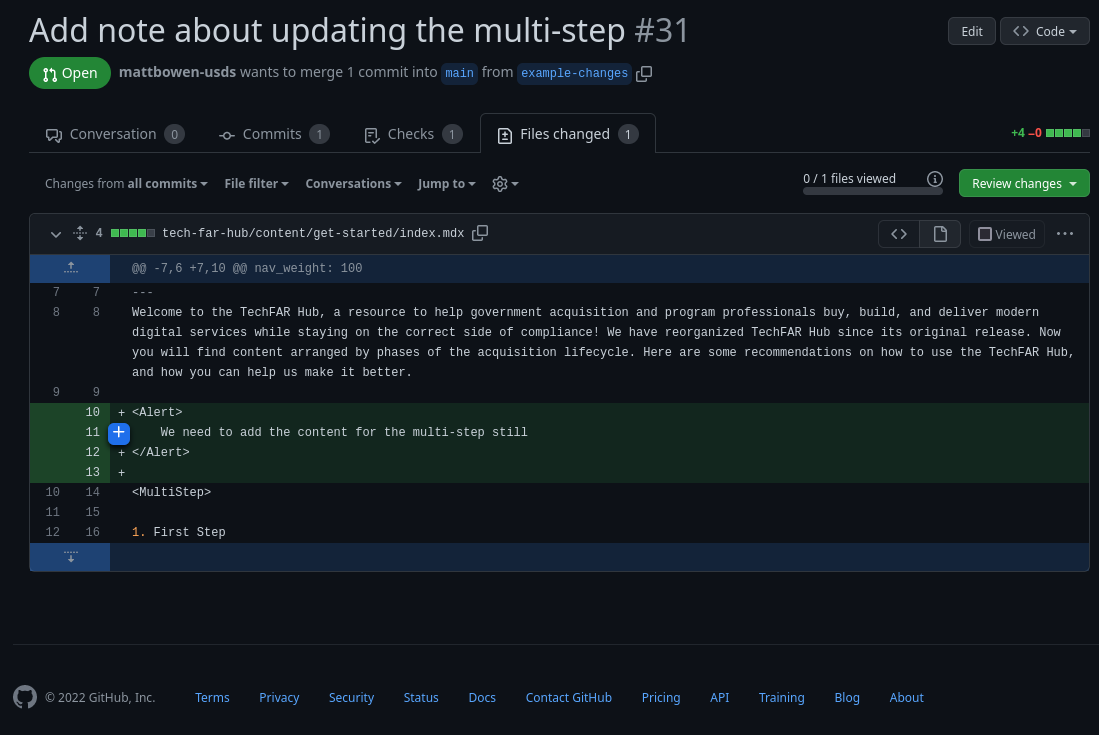 Add note about updating the multi-step #31
Edit
Code
Open
mattbowen-usds wants to merge 1 commit into main from example-changes
Conversation 0
Commits 1
Checks 1
Files changed 1
+4 −0
Changes from all commits
File filter
Conversations
Jump to
0 / 1 files viewed
Review changes
4 tech-far-hub/content/get-started/index.mdx
Viewed
@@ -7,6 +7,10 @@ nav_weight: 100
7 7 ---
8 8 Welcome to the TechFAR Hub, a resource to help government acquisition and program professionals buy, build, and deliver modern
digital services while staying on the correct side of compliance! We have reorganized TechFAR Hub since its original release. Now
you will find content arranged by phases of the acquisition lifecycle. Here are some recommendations on how to use the TechFAR Hub,
and how you can help us make it better.
9 9
10 + <Alert>
11 + We need to add the content for the multi-step still
12 + </Alert>
13 +
10 14 <MultiStep>
11 15
12 16 1. First Step
© 2022 GitHub, Inc.
Terms
Privacy
Security
Status
Docs
Contact GitHub
Pricing
API
Training
Blog
About